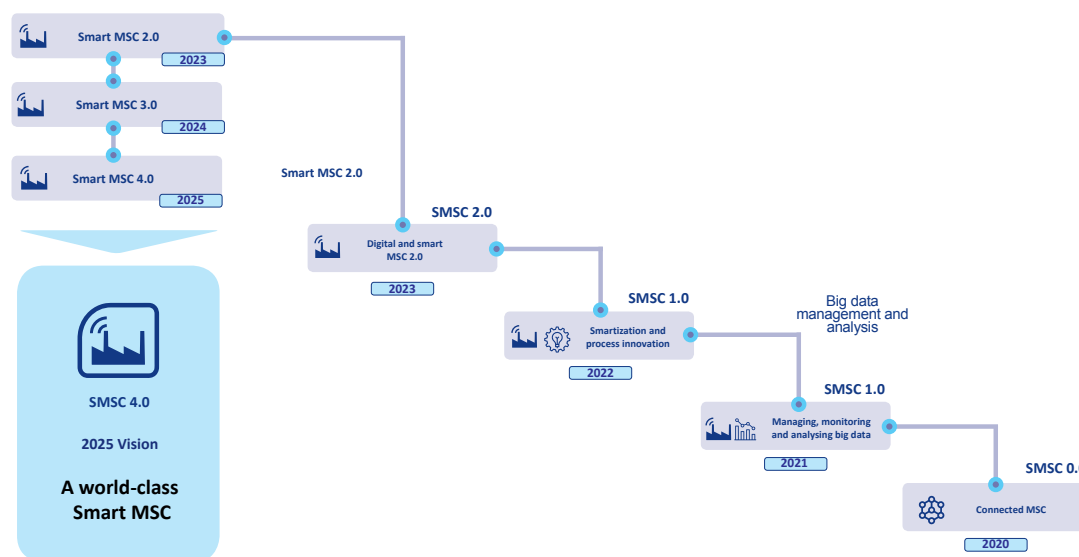 Smart MSC 2.0
2023
Smart MSC 3.0
2024
Smart MSC 4.0
2025
SMSC 4.0
2025 Vision
A world-class
Smart MSC
Smart MSC 2.0
SMSC 2.0
Digital and smart
MSC 2.0
2023
SMSC 1.0
Smartization and
process innovation
2022
Big data
management and
analysis
SMSC 1.0
Managing, monitoring
and analysing big data
2021
SMSC 0.
Connected MSC
2020